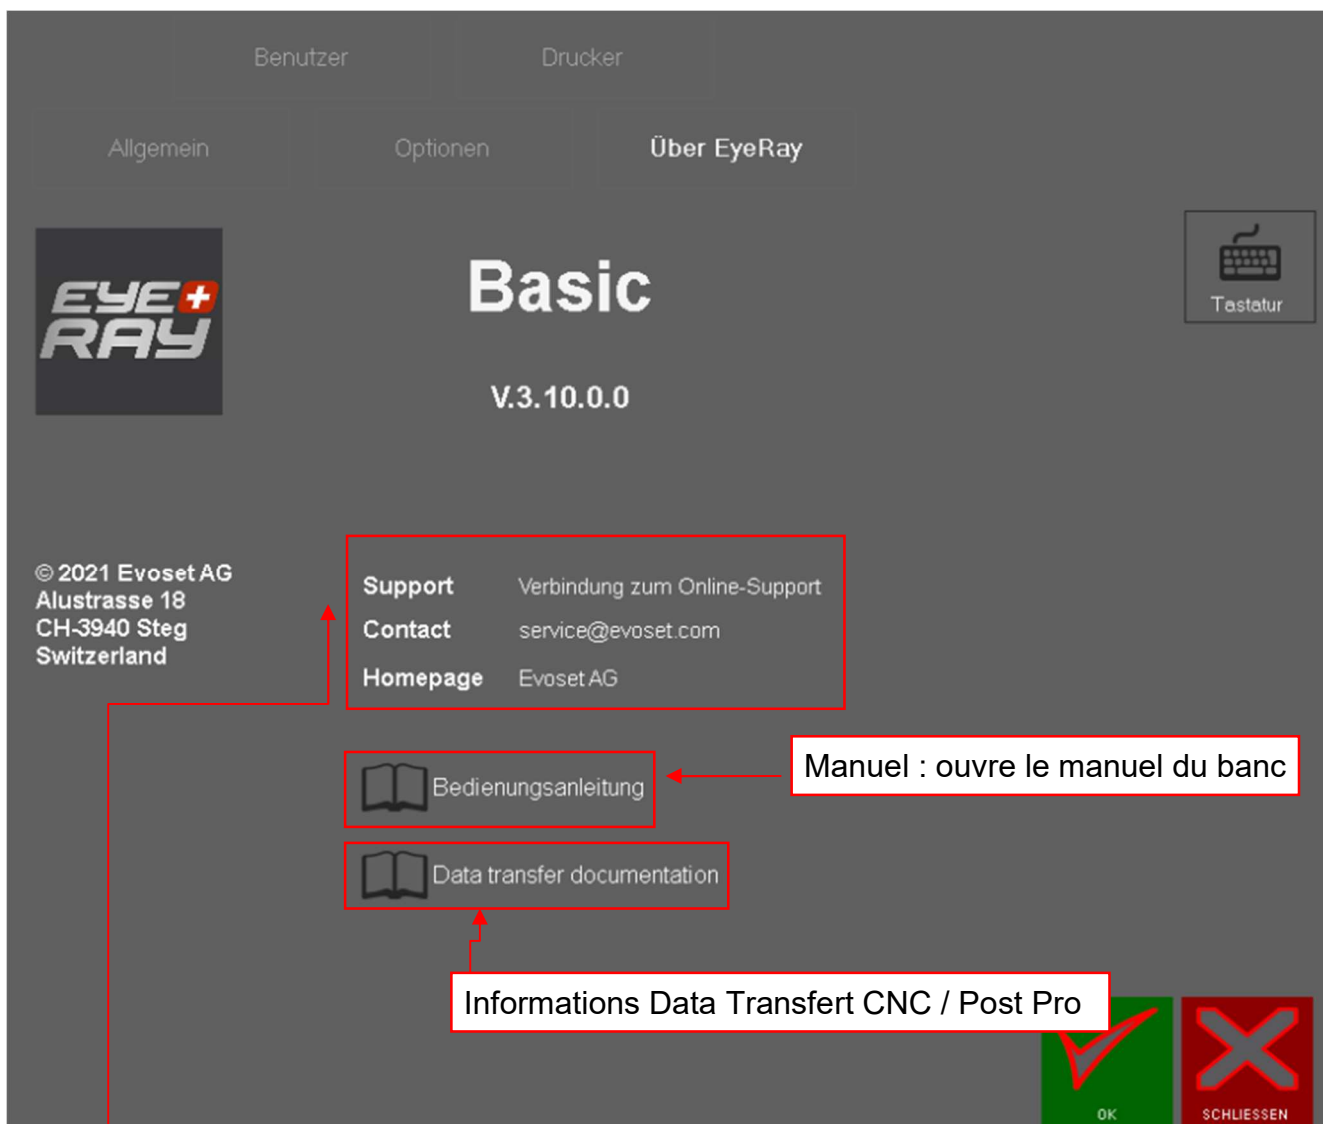 Benutzer Drucker
Allgemein Optionen Über EyeRay
EYE+
RAY
Basic
Tastatur
V.3.10.0.0
© 2021 Evoset AG
Alustrasse 18
CH-3940 Steg
Switzerland
Support Verbindung zum Online-Support
Contact service@evoset.com
Homepage Evoset AG
Manuel : ouvre le manuel du banc
Bedienungsanleitung
Data transfer documentation
Informations Data Transfert CNC / Post Pro
OK SCHLIESSEN